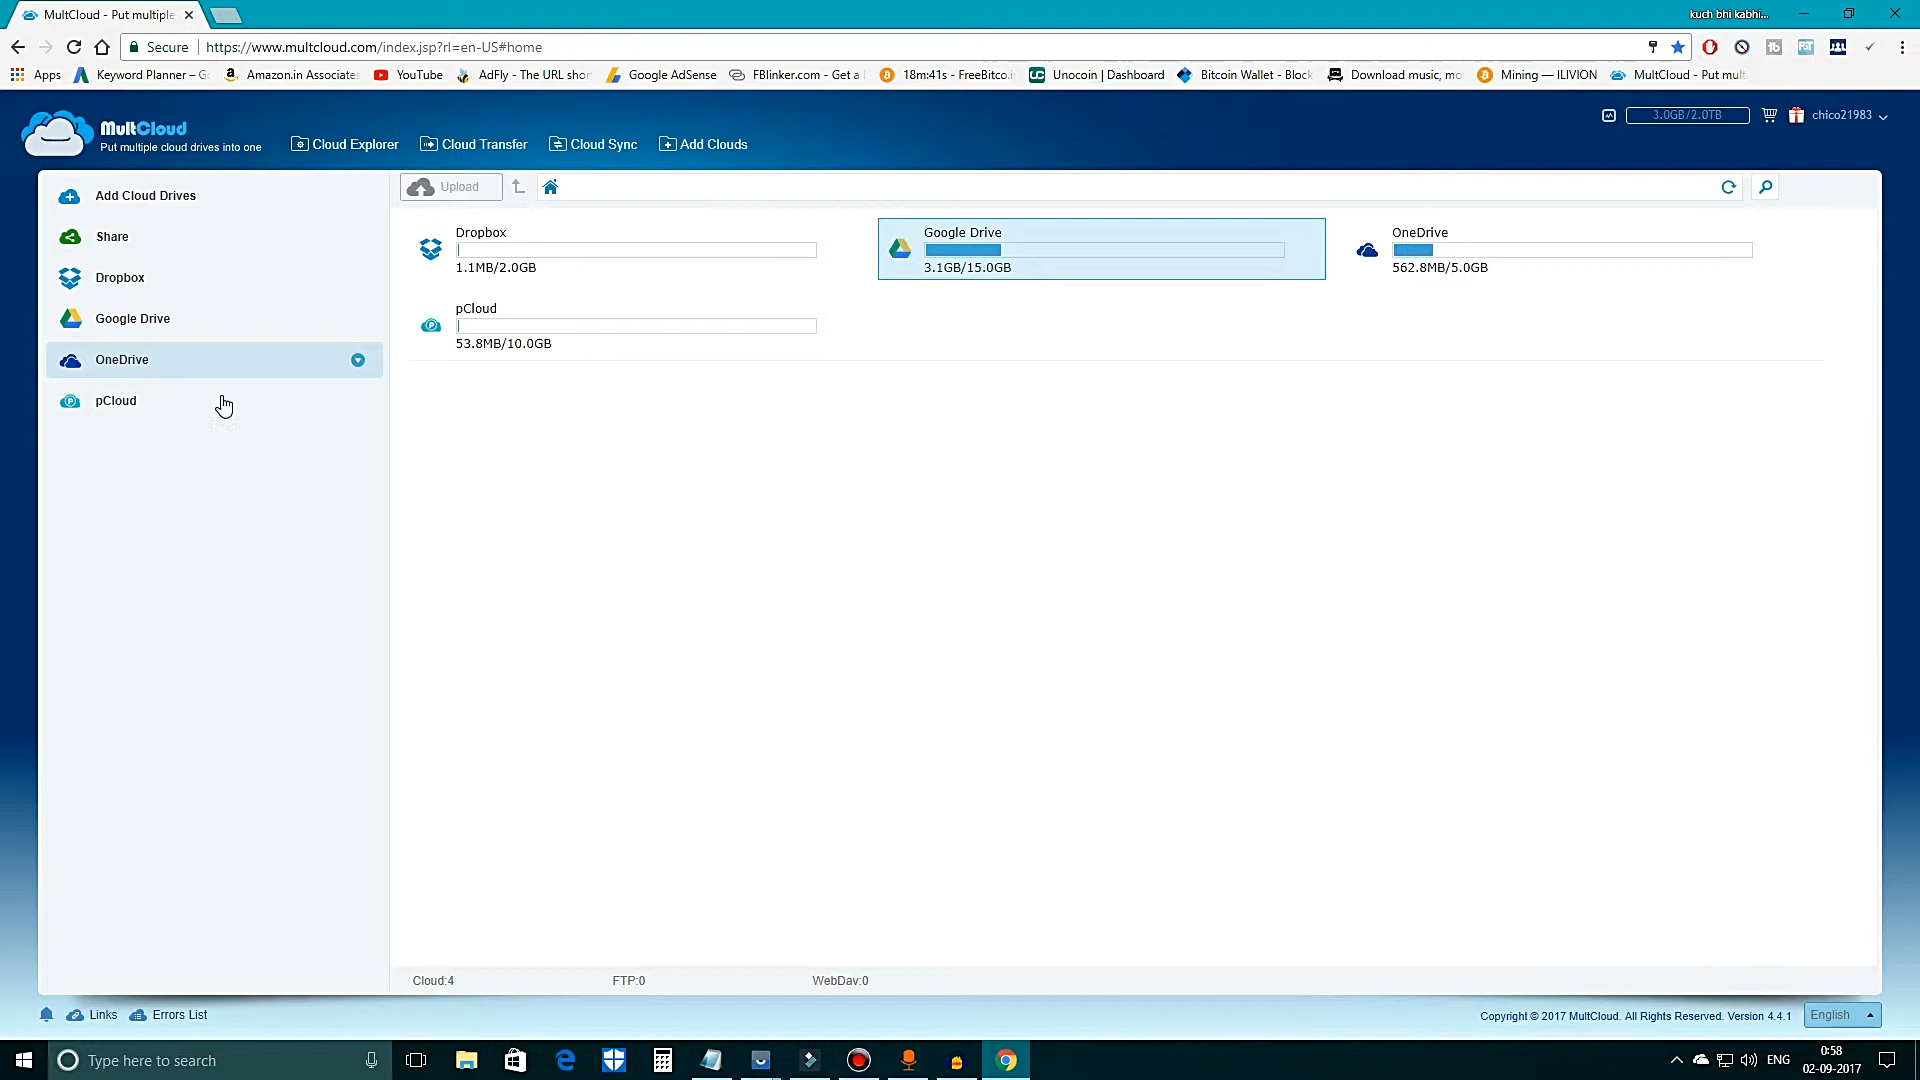 MultCloud - Put multiple
kuch bhi kabhi...
Secure
https://www.multcloud.com/index.jsp?rl=en-US#home
Apps
Keyword Planner – G
Amazon.in Associates
YouTube
AdFly - The URL shor
Google AdSense
FBlinker.com - Get a
18m:41s - FreeBitco.i
Unocoin | Dashboard
Bitcoin Wallet - Block
Download music, mo
Mining — ILIVION
MultCloud - Put mult
MultCloud
Put multiple cloud drives into one
Cloud Explorer
Cloud Transfer
Cloud Sync
Add Clouds
3.0GB/2.0TB
chico21983
Add Cloud Drives
Share
Dropbox
Google Drive
OneDrive
pCloud
Upload
Dropbox
1.1MB/2.0GB
Google Drive
3.1GB/15.0GB
OneDrive
562.8MB/5.0GB
pCloud
53.8MB/10.0GB
Cloud:4
FTP:0
WebDav:0
Links
Errors List
Copyright © 2017 MultCloud. All Rights Reserved. Version 4.4.1
English
Type here to search
ENG
0:58
02-09-2017